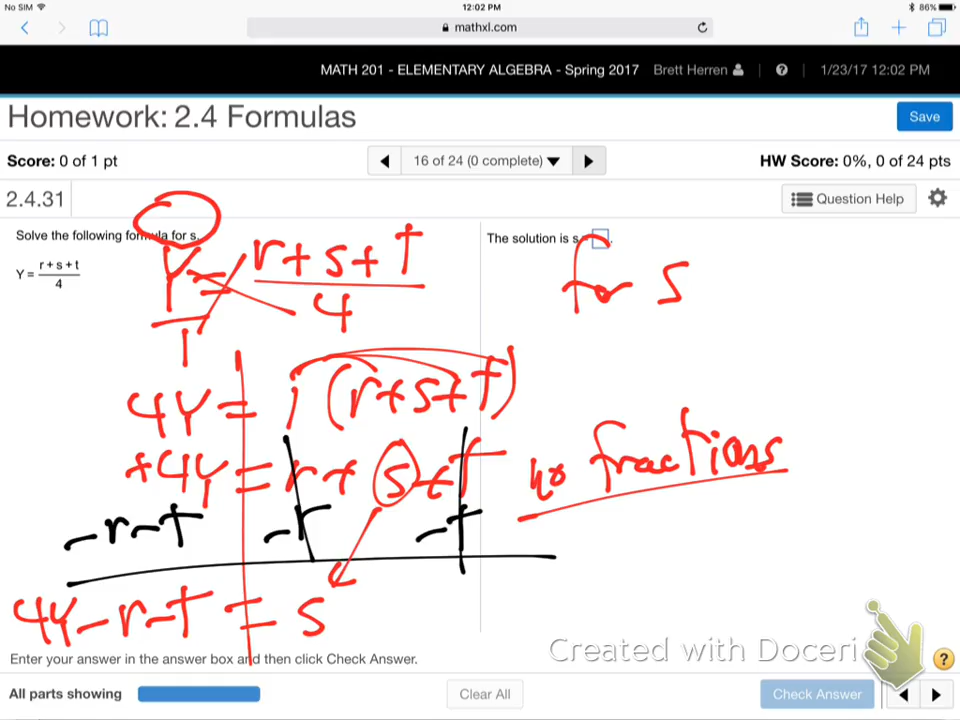 No SIM 12:02 PM 86%
mathxl.com
MATH 201 - ELEMENTARY ALGEBRA - Spring 2017 Brett Herren ? 1/23/17 12:02 PM
Homework: 2.4 Formulas Save
Score: 0 of 1 pt 16 of 24 (0 complete) HW Score: 0%, 0 of 24 pts
2.4.31 Question Help
Solve the following formula for s.
Y = r + s + t / 4
The solution is s = .
for s
Y/1 = r + s + t / 4
4Y = 1 (r + s + t)
+4Y = r + s + t
no fractions
-r-t -r -t
4Y - r - t = s
Created with Doceri
Enter your answer in the answer box and then click Check Answer.
?
All parts showing Clear All Check Answer